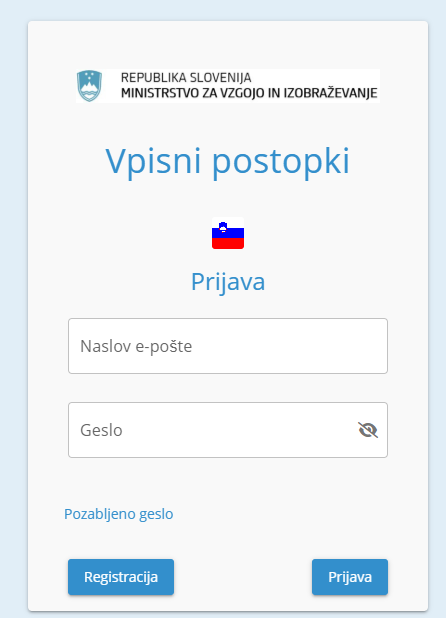 REPUBLIKA SLOVENIJA
MINISTRSTVO ZA VZGOJO IN IZOBRAŽEVANJE
Vpisni postopki
Prijava
Naslov e-pošte
Geslo
Pozabljeno geslo
Registracija
Prijava